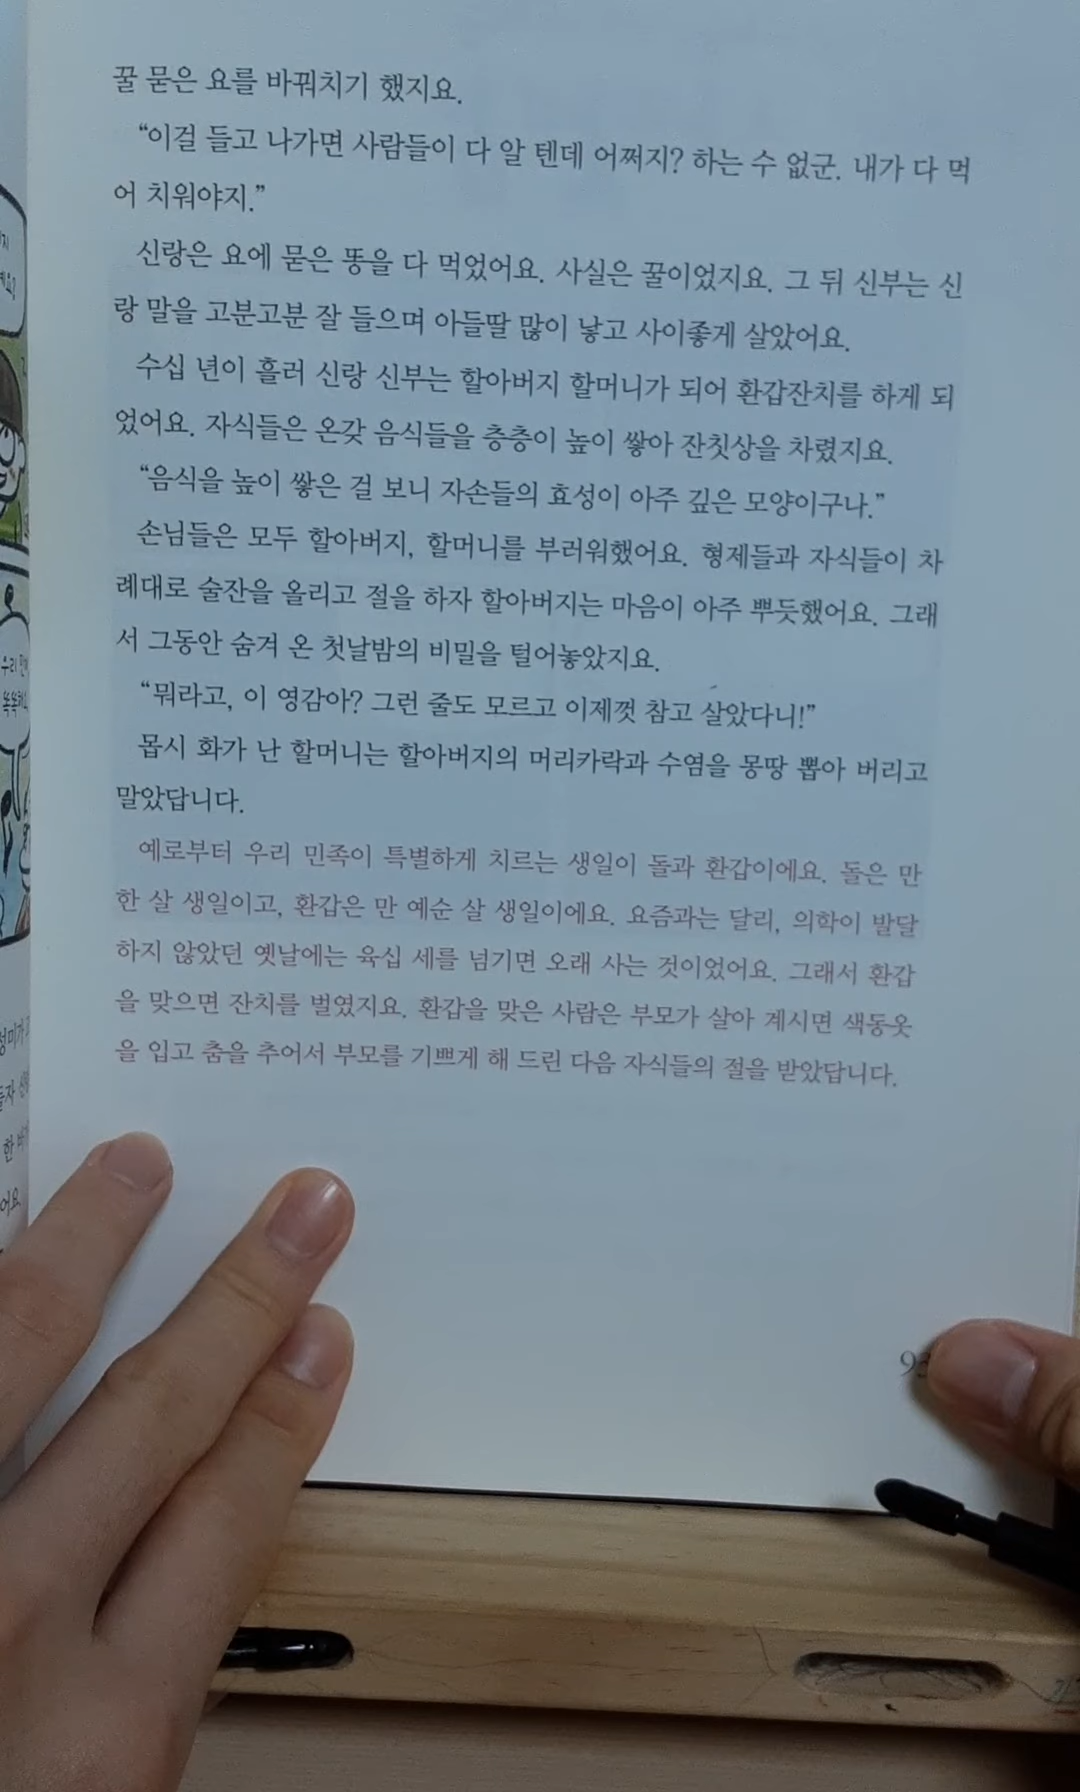 꿀 묻은 요를 바꿔치기 했지요.
“이걸 들고 나가면 사람들이 다 알 텐데 어쩌지? 하는 수 없군. 내가 다 먹
어 치워야지.”
신랑은 요에 묻은 똥을 다 먹었어요. 사실은 꿀이었지요. 그 뒤 신부는 신
랑 말을 고분고분 잘 들으며 아들딸 많이 낳고 사이좋게 살았어요.
수십 년이 흘러 신랑 신부는 할아버지 할머니가 되어 환갑잔치를 하게 되
었어요. 자식들은 온갖 음식들을 층층이 높이 쌓아 잔칫상을 차렸지요.
“음식을 높이 쌓은 걸 보니 자손들의 효성이 아주 깊은 모양이구나.”
손님들은 모두 할아버지, 할머니를 부러워했어요. 형제들과 자식들이 차
례대로 술잔을 올리고 절을 하자 할아버지는 마음이 아주 뿌듯했어요. 그래
서 그동안 숨겨 온 첫날밤의 비밀을 털어놓았지요.
“뭐라고, 이 영감아? 그런 줄도 모르고 이제껏 참고 살았다니!”
몹시 화가 난 할머니는 할아버지의 머리카락과 수염을 몽땅 뽑아 버리고
말았답니다.
예로부터 우리 민족이 특별하게 치르는 생일이 돌과 환갑이에요. 돌은 만
한 살 생일이고, 환갑은 만 예순 살 생일이에요. 요즘과는 달리, 의학이 발달
하지 않았던 옛날에는 육십 세를 넘기면 오래 사는 것이었어요. 그래서 환갑
을 맞으면 잔치를 벌였지요. 환갑을 맞은 사람은 부모가 살아 계시면 색동옷
을 입고 춤을 추어서 부모를 기쁘게 해 드린 다음 자식들의 절을 받았답니다.